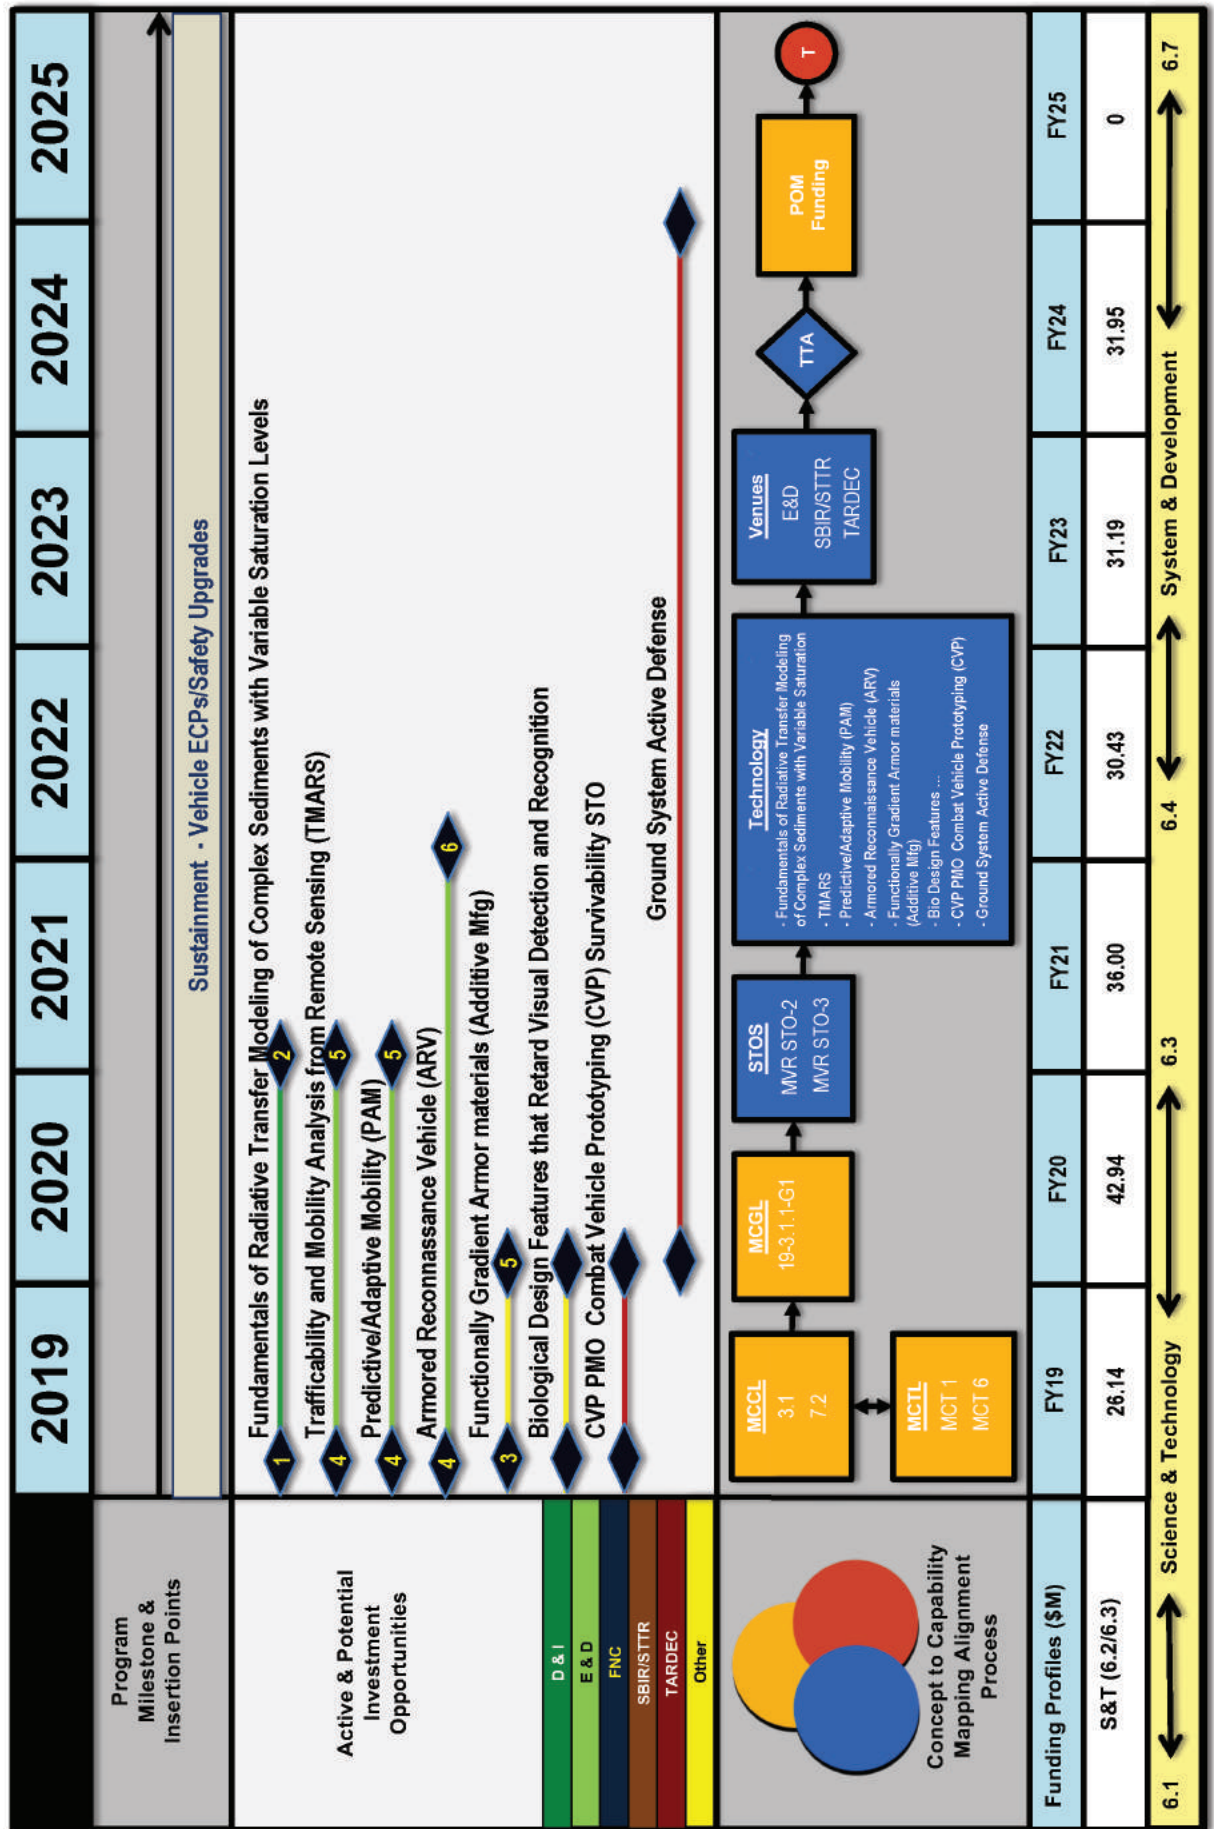 2019
2020
2021
2022
2023
2024
2025
Program
Milestone &
Insertion Points
Sustainment - Vehicle ECPs/Safety Upgrades
Active & Potential
Investment
Opportunities
D & I
E & D
FNC
SBIR/STTR
TARDEC
Other
Fundamentals of Radiative Transfer Modeling of Complex Sediments with Variable Saturation Levels
1
2
Trafficability and Mobility Analysis from Remote Sensing (TMARS)
4
5
Predictive/Adaptive Mobility (PAM)
4
5
Armored Reconnassance Vehicle (ARV)
4
6
Functionally Gradient Armor materials (Additive Mfg)
3
5
Biological Design Features that Retard Visual Detection and Recognition
CVP PMO Combat Vehicle Prototyping (CVP) Survivability STO
Ground System Active Defense
Concept to Capability
Mapping Alignment
Process
MCCL
3.1
7.2
MCTL
MCT 1
MCT 6
MCGL
19-3.1.1-G1
STOS
MVR STO-2
MVR STO-3
Technology
- Fundamentals of Radiative Transfer Modeling
of Complex Sediments with Variable Saturation
- TMARS
- Predictive/Adaptive Mobility (PAM)
- Armored Reconnaissance Vehicle (ARV)
- Functionally Gradient Armor materials
(Additive Mfg)
- Bio Design Features ...
- CVP PMO Combat Vehicle Prototyping (CVP)
- Ground System Active Defense
Venues
E&D
SBIR/STTR
TARDEC
TTA
POM
Funding
T
Funding Profiles ($M)
FY19
FY20
FY21
FY22
FY23
FY24
FY25
S&T (6.2/6.3)
26.14
42.94
36.00
30.43
31.19
31.95
0
6.1
Science & Technology
6.3
6.4
System & Development
6.7